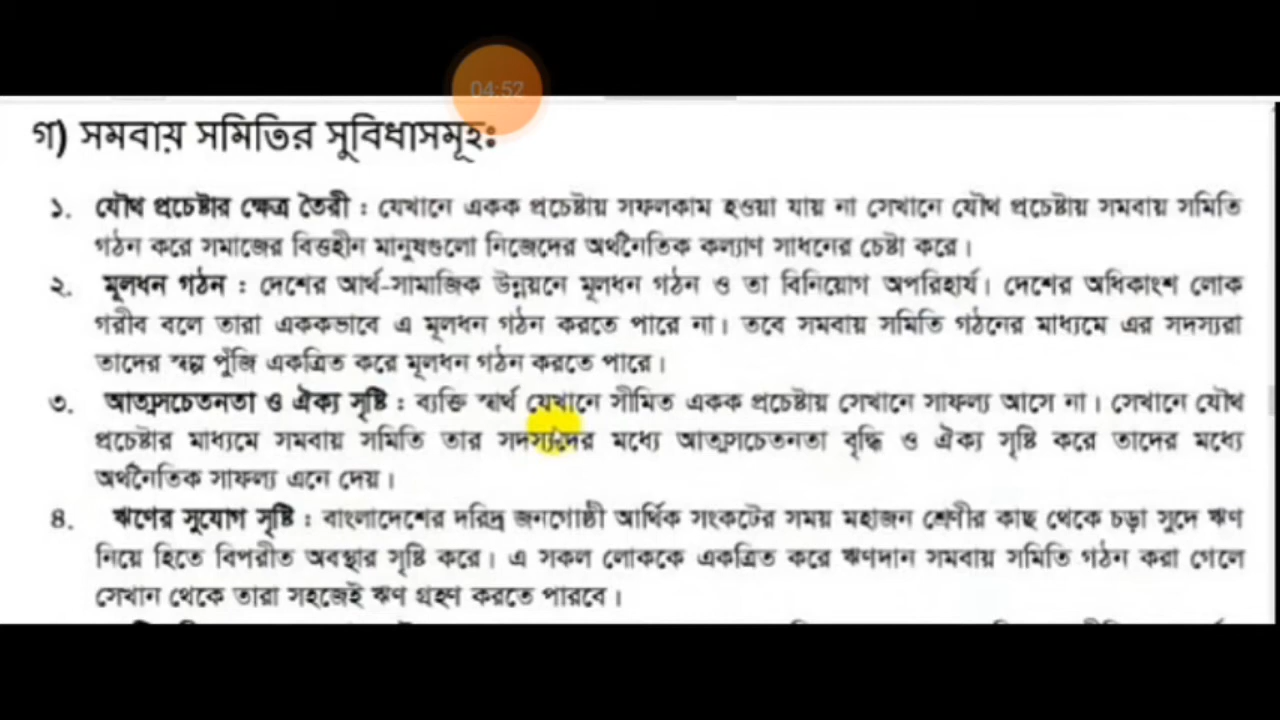 04:52
গ) সমবায় সমিতির সুবিধাসমূহঃ
১. যৌথ প্রচেষ্টার ক্ষেত্র তৈরী : যেখানে একক প্রচেষ্টায় সফলকাম হওয়া যায় না সেখানে যৌথ প্রচেষ্টায় সমবায় সমিতি
গঠন করে সমাজের বিত্তহীন মানুষগুলো নিজেদের অর্থনৈতিক কল্যাণ সাধনের চেষ্টা করে।
২. মূলধন গঠন : দেশের আর্থ-সামাজিক উন্নয়নে মূলধন গঠন ও তা বিনিয়োগ অপরিহার্য। দেশের অধিকাংশ লোক
গরীব বলে তারা এককভাবে এ মূলধন গঠন করতে পারে না। তবে সমবায় সমিতি গঠনের মাধ্যমে এর সদস্যরা
তাদের স্বল্প পুঁজি একত্রিত করে মূলধন গঠন করতে পারে।
৩. আত্মসচেতনতা ও ঐক্য সৃষ্টি : ব্যক্তি স্বার্থ যেখানে সীমিত একক প্রচেষ্টায় সেখানে সাফল্য আসে না। সেখানে যৌথ
প্রচেষ্টার মাধ্যমে সমবায় সমিতি তার সদস্যদের মধ্যে আত্মসচেতনতা বৃদ্ধি ও ঐক্য সৃষ্টি করে তাদের মধ্যে
অর্থনৈতিক সাফল্য এনে দেয়।
৪. ঋণের সুযোগ সৃষ্টি : বাংলাদেশের দরিদ্র জনগোষ্ঠী আর্থিক সংকটের সময় মহাজন শ্রেণীর কাছ থেকে চড়া সুদে ঋণ
নিয়ে হিতে বিপরীত অবস্থার সৃষ্টি করে। এ সকল লোককে একত্রিত করে ঋণদান সমবায় সমিতি গঠন করা গেলে
সেখান থেকে তারা সহজেই ঋণ গ্রহণ করতে পারবে।